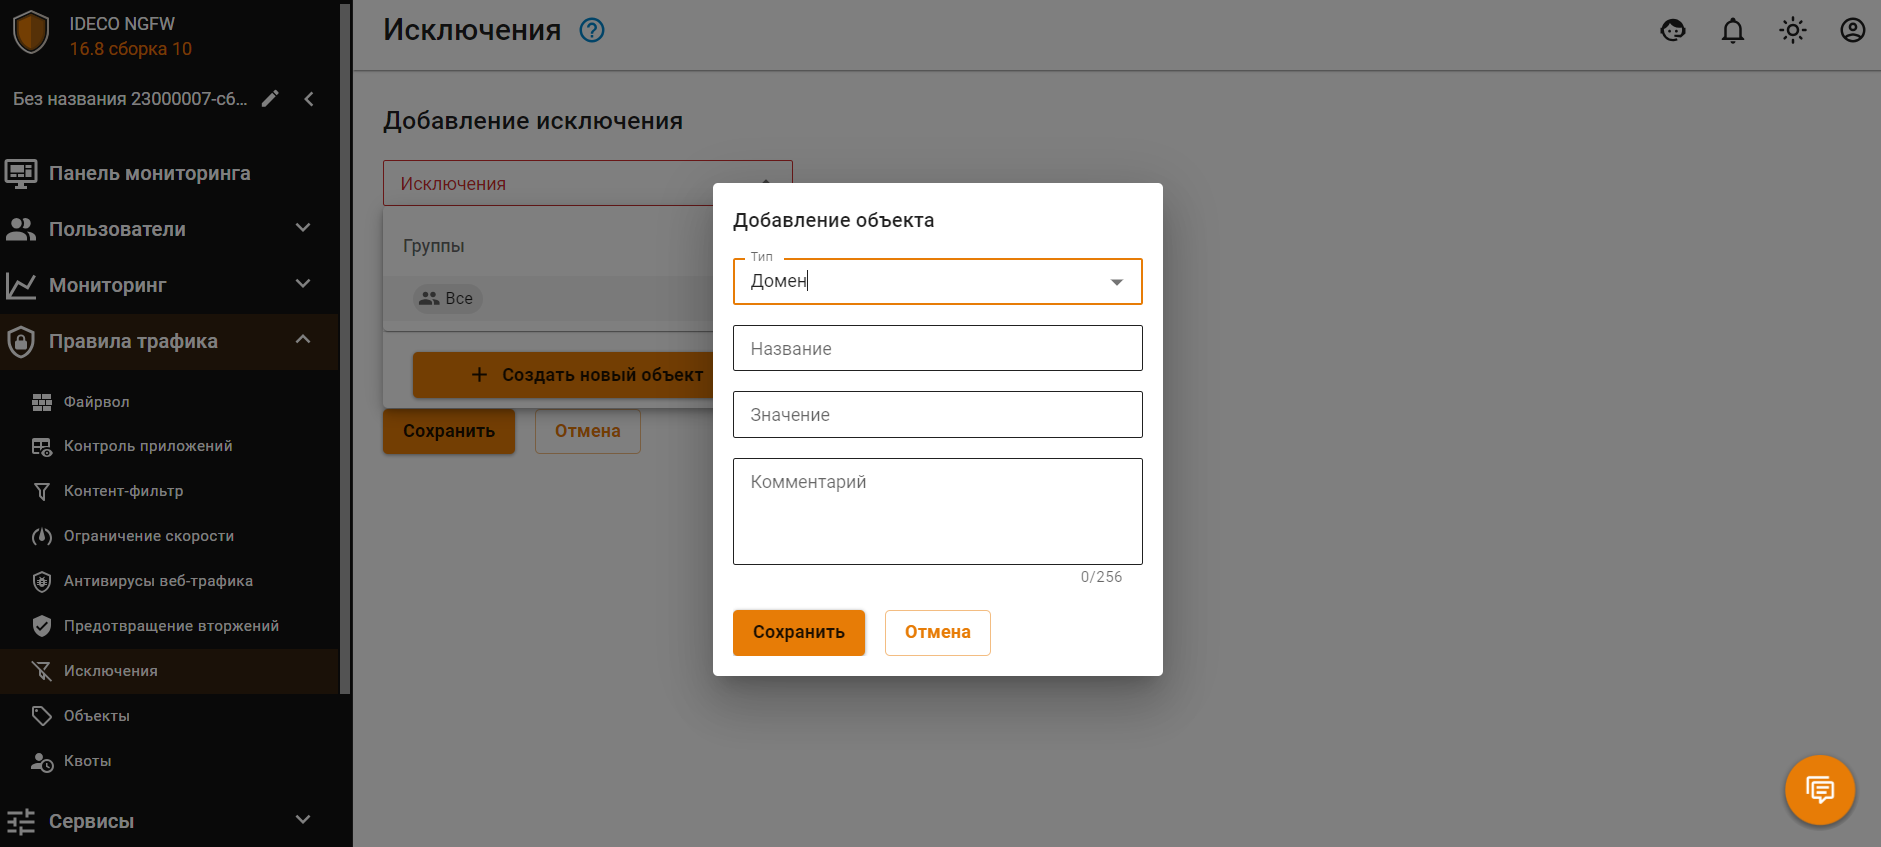 IDECO NGFW
16.8 сборка 10
Без названия 23000007-c6...
Панель мониторинга
Пользователи
Мониторинг
Правила трафика
Файрвол
Контроль приложений
Контент-фильтр
Ограничение скорости
Антивирусы веб-трафика
Предотвращение вторжений
Исключения
Объекты
Квоты
Сервисы
Исключения
Добавление исключения
Исключения
Группы
Все
Создать новый объект
Сохранить
Отмена
Добавление объекта
Тип
Домен
Название
Значение
Комментарий
0/256
Сохранить
Отмена